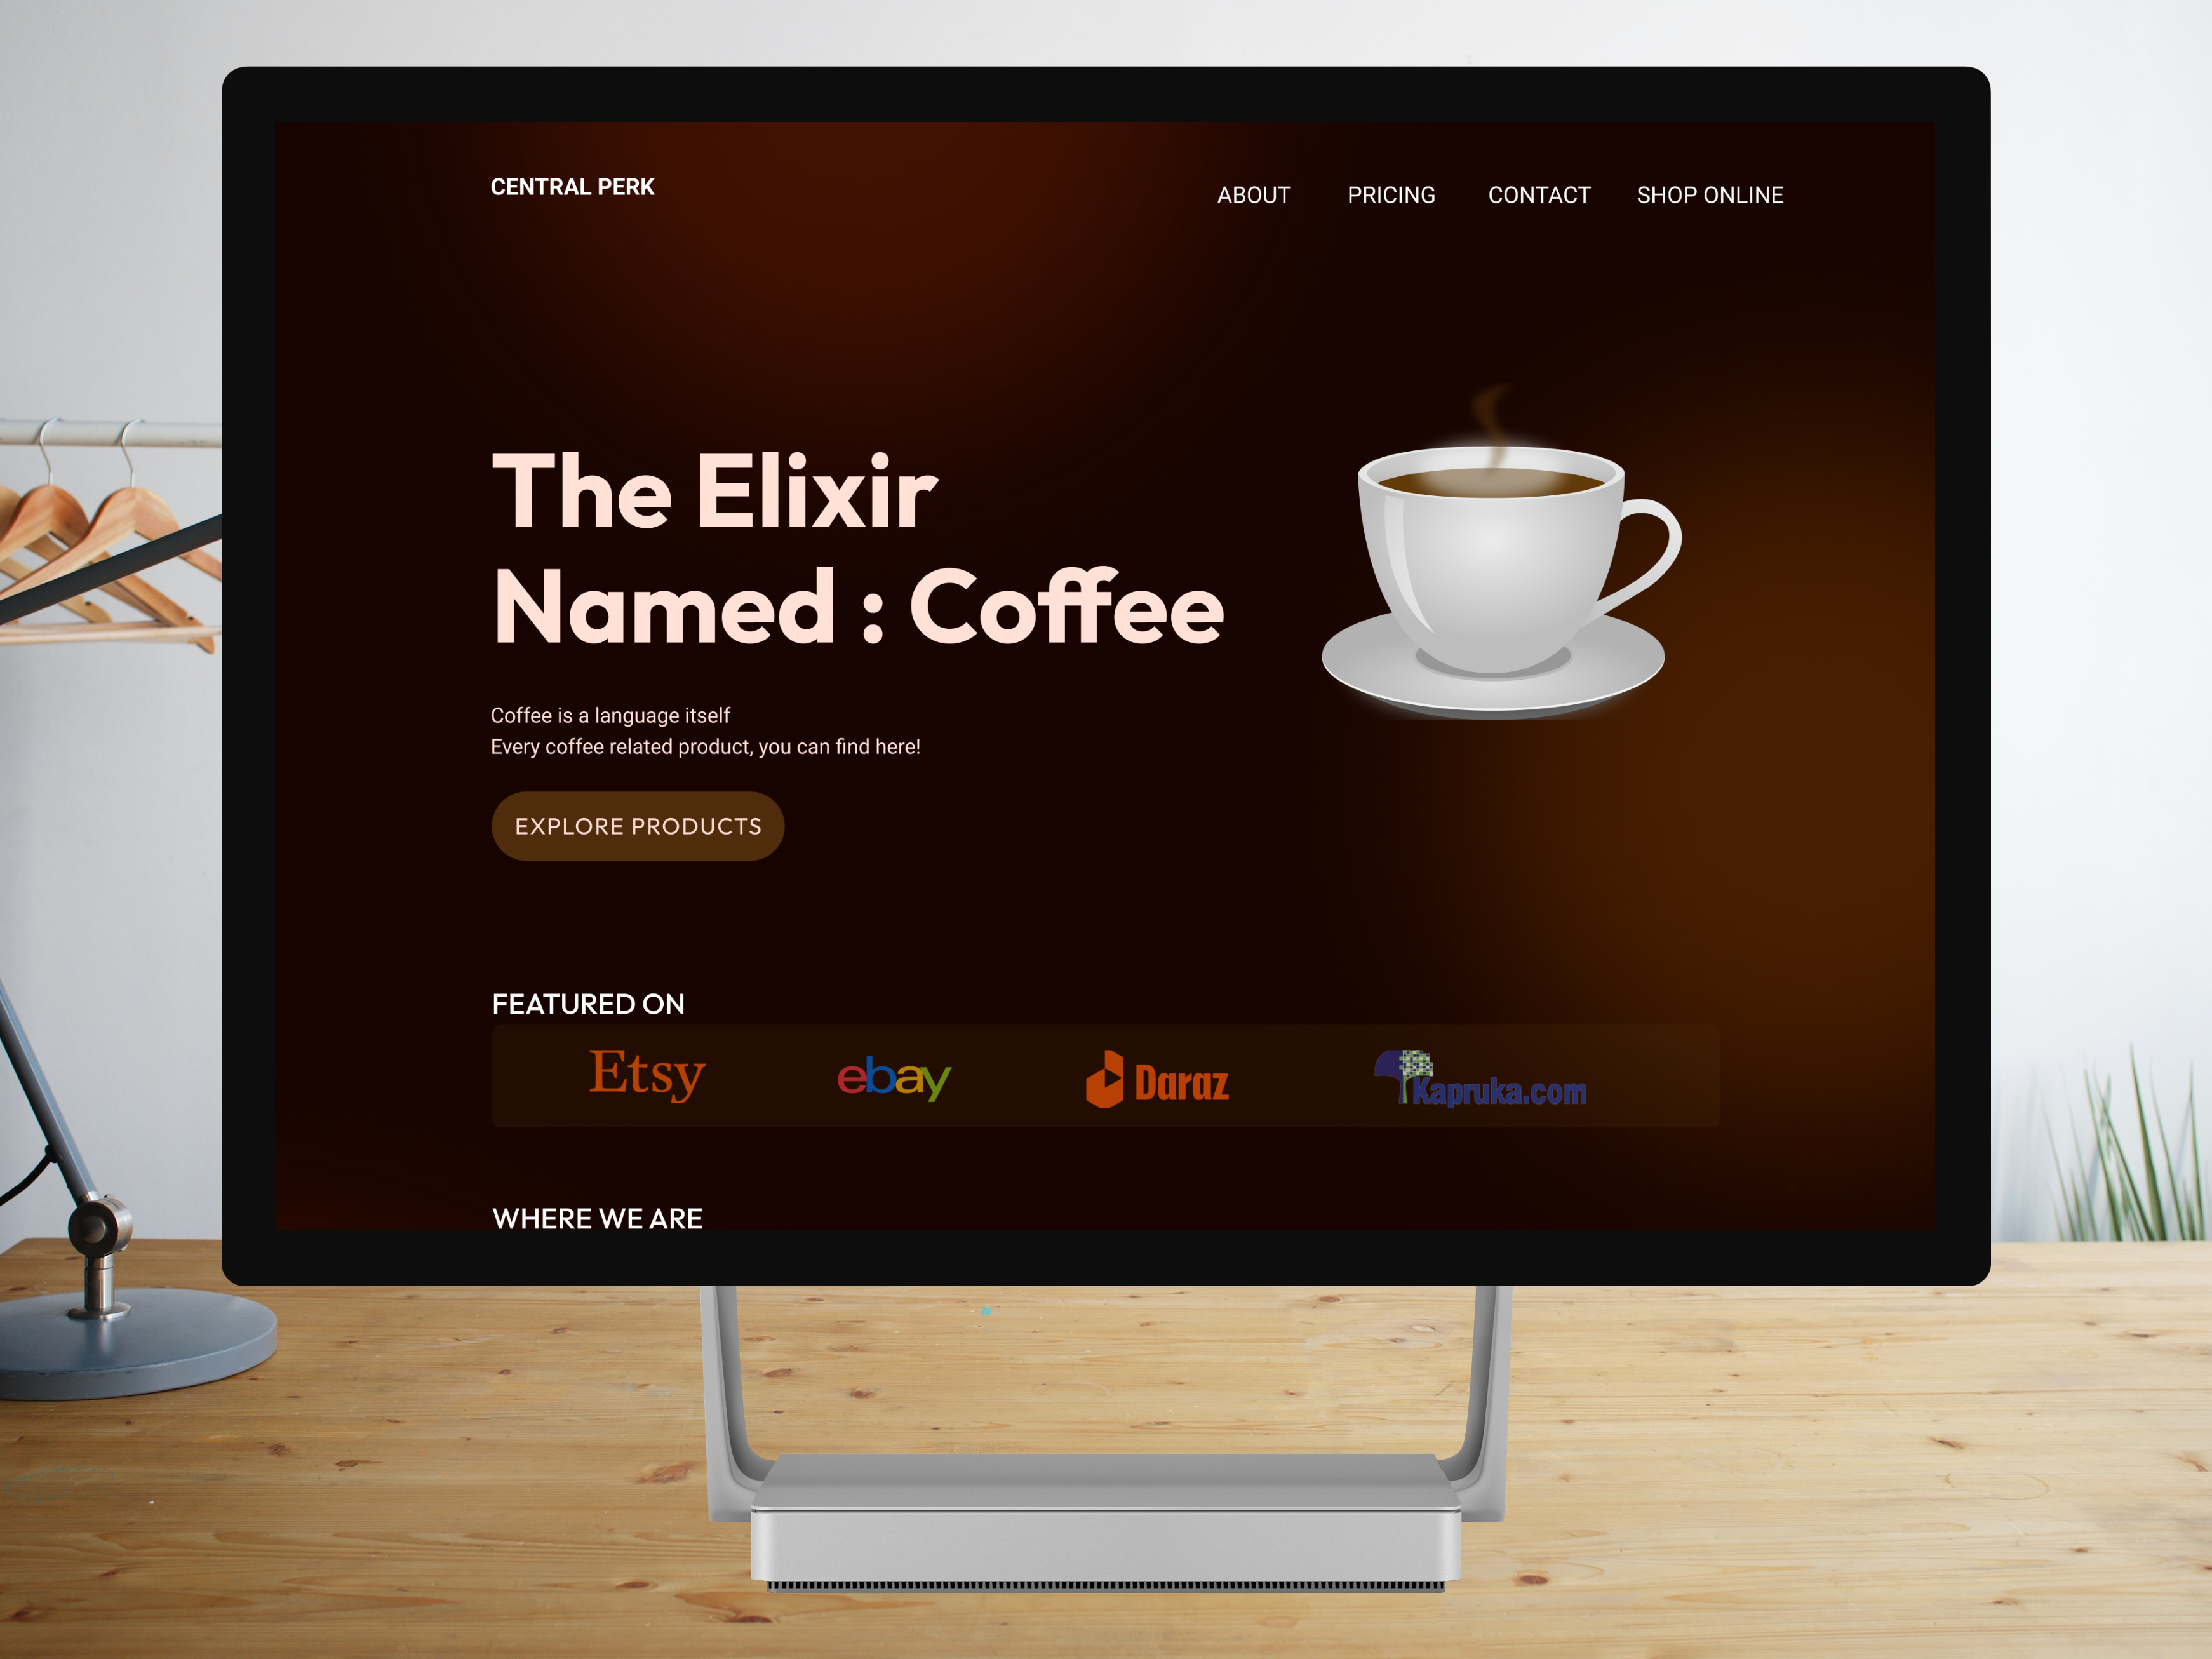 CENTRAL PERK
ABOUT PRICING CONTACT SHOP ONLINE
The Elixir
Named : Coffee
Coffee is a language itself
Every coffee related product, you can find here!
EXPLORE PRODUCTS
FEATURED ON
Etsy ebay Daraz Kapruka.com
WHERE WE ARE